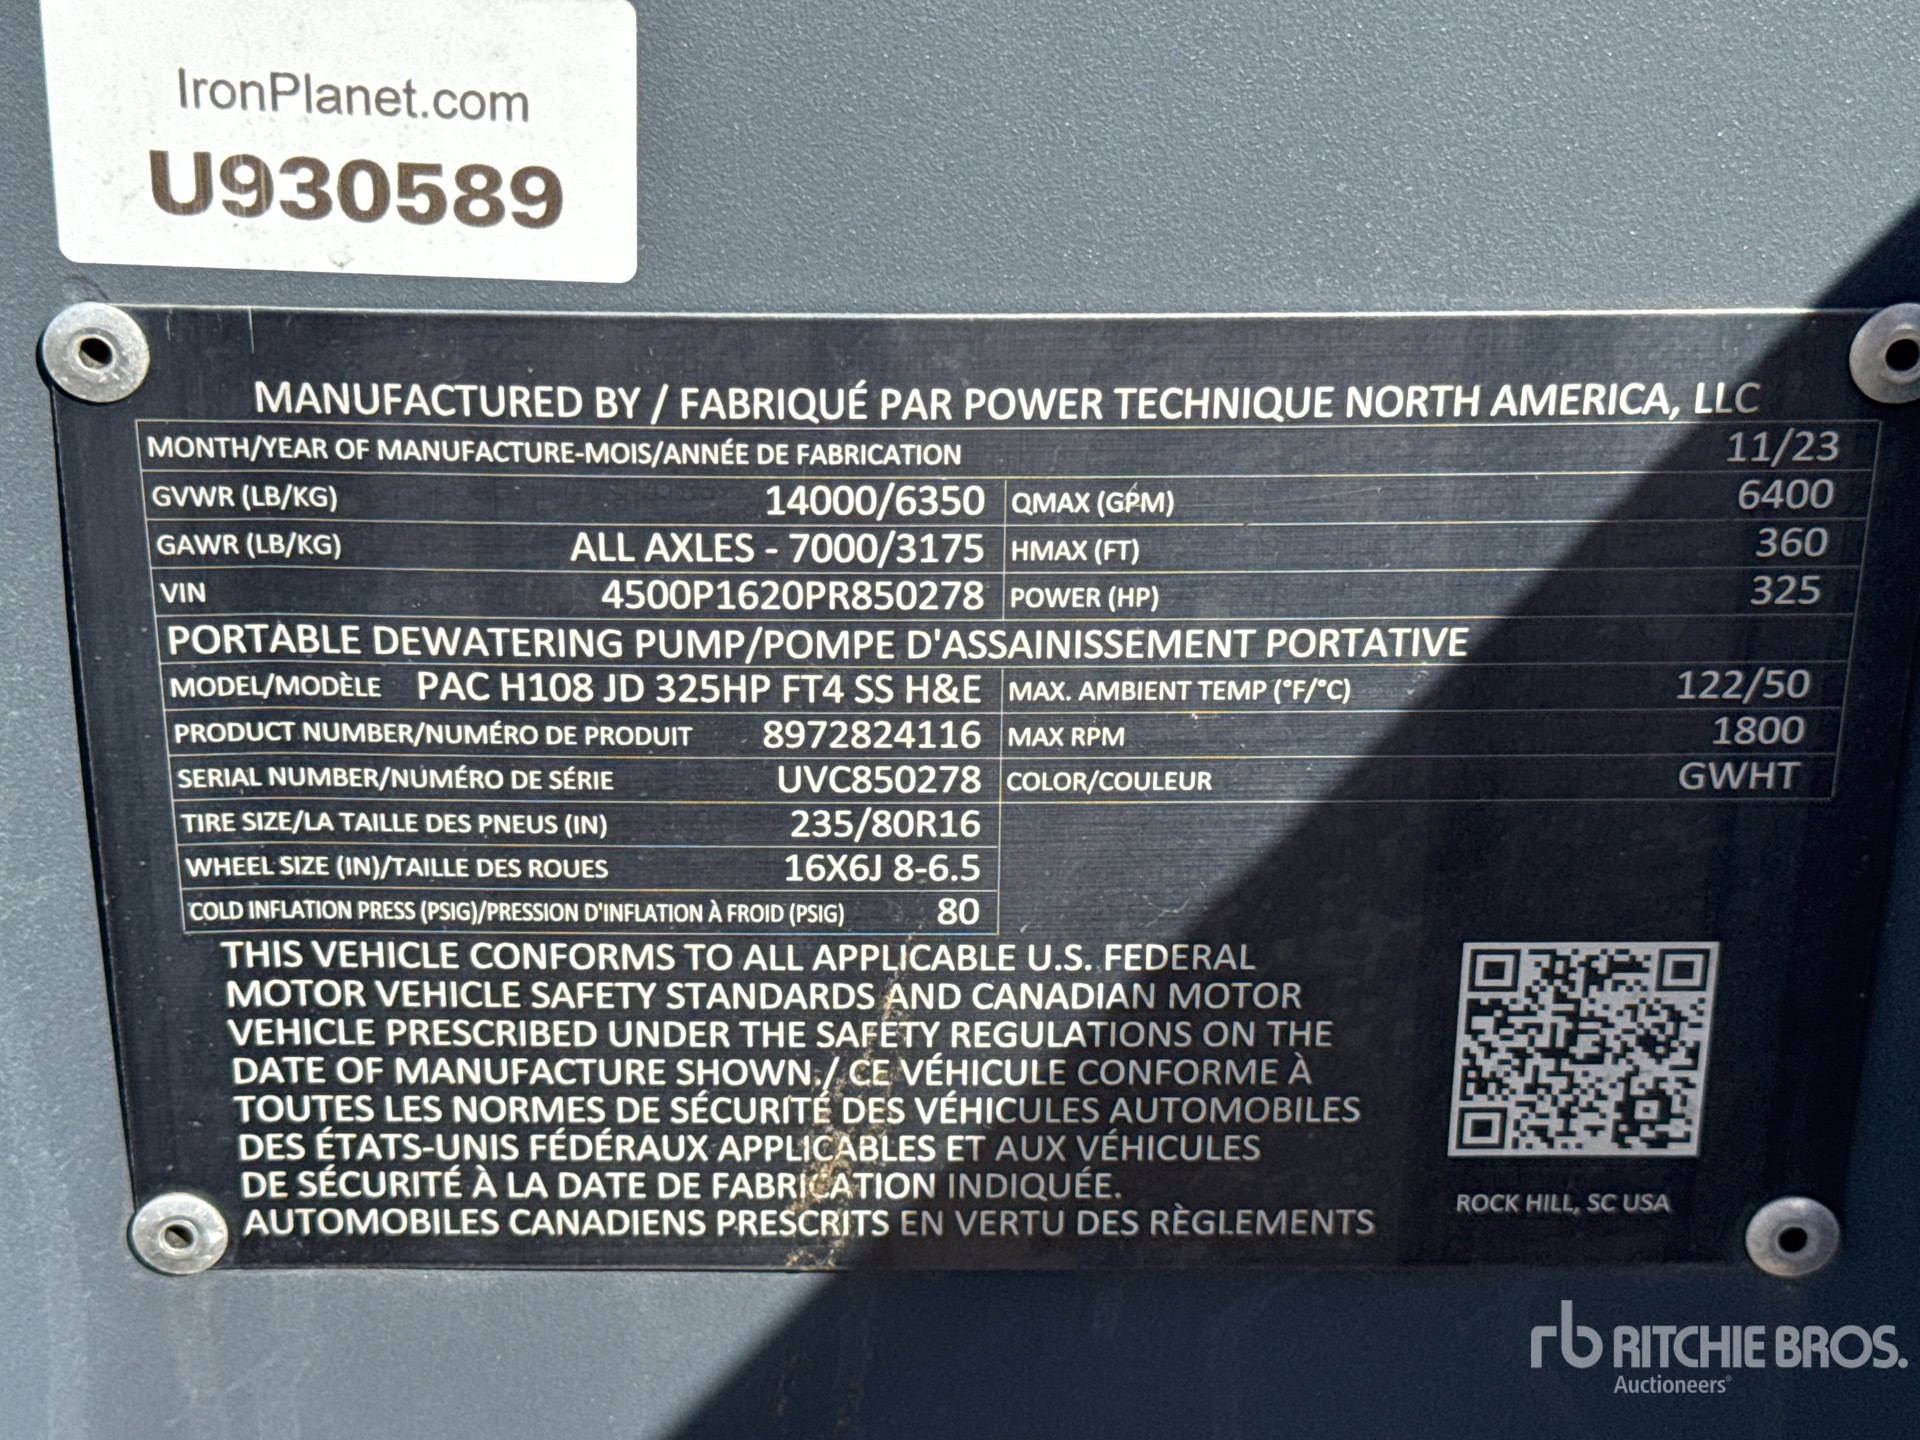 IronPlanet.com
U930589
MANUFACTURED BY / FABRIQUÉ PAR POWER TECHNIQUE NORTH AMERICA, LLC
MONTH/YEAR OF MANUFACTURE-MOIS/ANNÉE DE FABRICATION 11/23
GVWR (LB/KG) 14000/6350 QMAX (GPM) 6400
GAWR (LB/KG) ALL AXLES - 7000/3175 HMAX (FT) 360
VIN 4500P1620PR850278 POWER (HP) 325
PORTABLE DEWATERING PUMP/POMPE D'ASSAINISSEMENT PORTATIVE
MODEL/MODÈLE PAC H108 JD 325HP FT4 SS H&E MAX. AMBIENT TEMP (°F/°C) 122/50
PRODUCT NUMBER/NUMÉRO DE PRODUIT 8972824116 MAX RPM 1800
SERIAL NUMBER/NUMÉRO DE SÉRIE UVC850278 COLOR/COULEUR GWHT
TIRE SIZE/LA TAILLE DES PNEUS (IN) 235/80R16
WHEEL SIZE (IN)/TAILLE DES ROUES 16X6J 8-6.5
COLD INFLATION PRESS (PSIG)/PRESSION D'INFLATION À FROID (PSIG) 80
THIS VEHICLE CONFORMS TO ALL APPLICABLE U.S. FEDERAL
MOTOR VEHICLE SAFETY STANDARDS AND CANADIAN MOTOR
VEHICLE PRESCRIBED UNDER THE SAFETY REGULATIONS ON THE
DATE OF MANUFACTURE SHOWN./ CE VÉHICULE CONFORME À
TOUTES LES NORMES DE SÉCURITÉ DES VÉHICULES AUTOMOBILES
DES ÉTATS-UNIS FÉDÉRAUX APPLICABLES ET AUX VÉHICULES
DE SÉCURITÉ À LA DATE DE FABRICATION INDIQUÉE.
AUTOMOBILES CANADIENS PRESCRITS EN VERTU DES RÈGLEMENTS
ROCK HILL, SC USA
rb RITCHIE BROS.
Auctioneers®